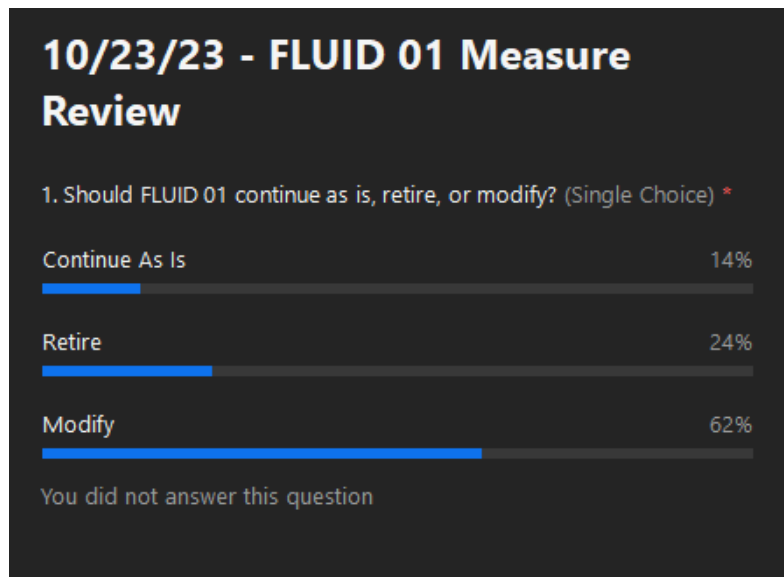 10/23/23 - FLUID 01 Measure
Review
1. Should FLUID 01 continue as is, retire, or modify? (Single Choice) *
Continue As Is 14%
Retire 24%
Modify 62%
You did not answer this question